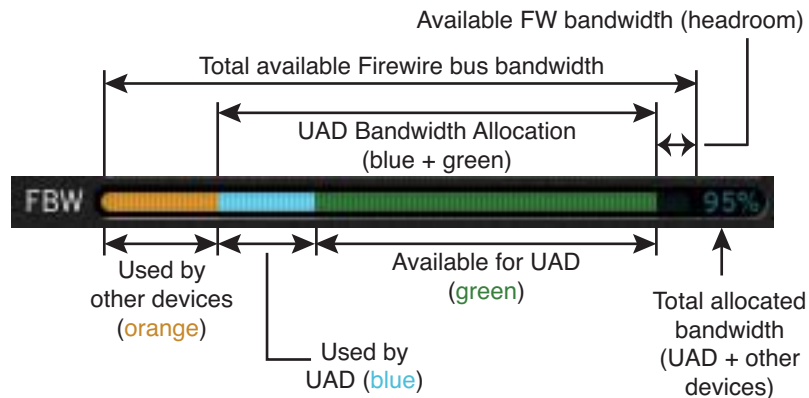 Available FW bandwidth (headroom)
Total available Firewire bus bandwidth
UAD Bandwidth Allocation
(blue + green)
FBW
95%
Used by
other devices
(orange)
Available for UAD
(green)
Total allocated
bandwidth
(UAD + other
devices)
Used by
UAD (blue)